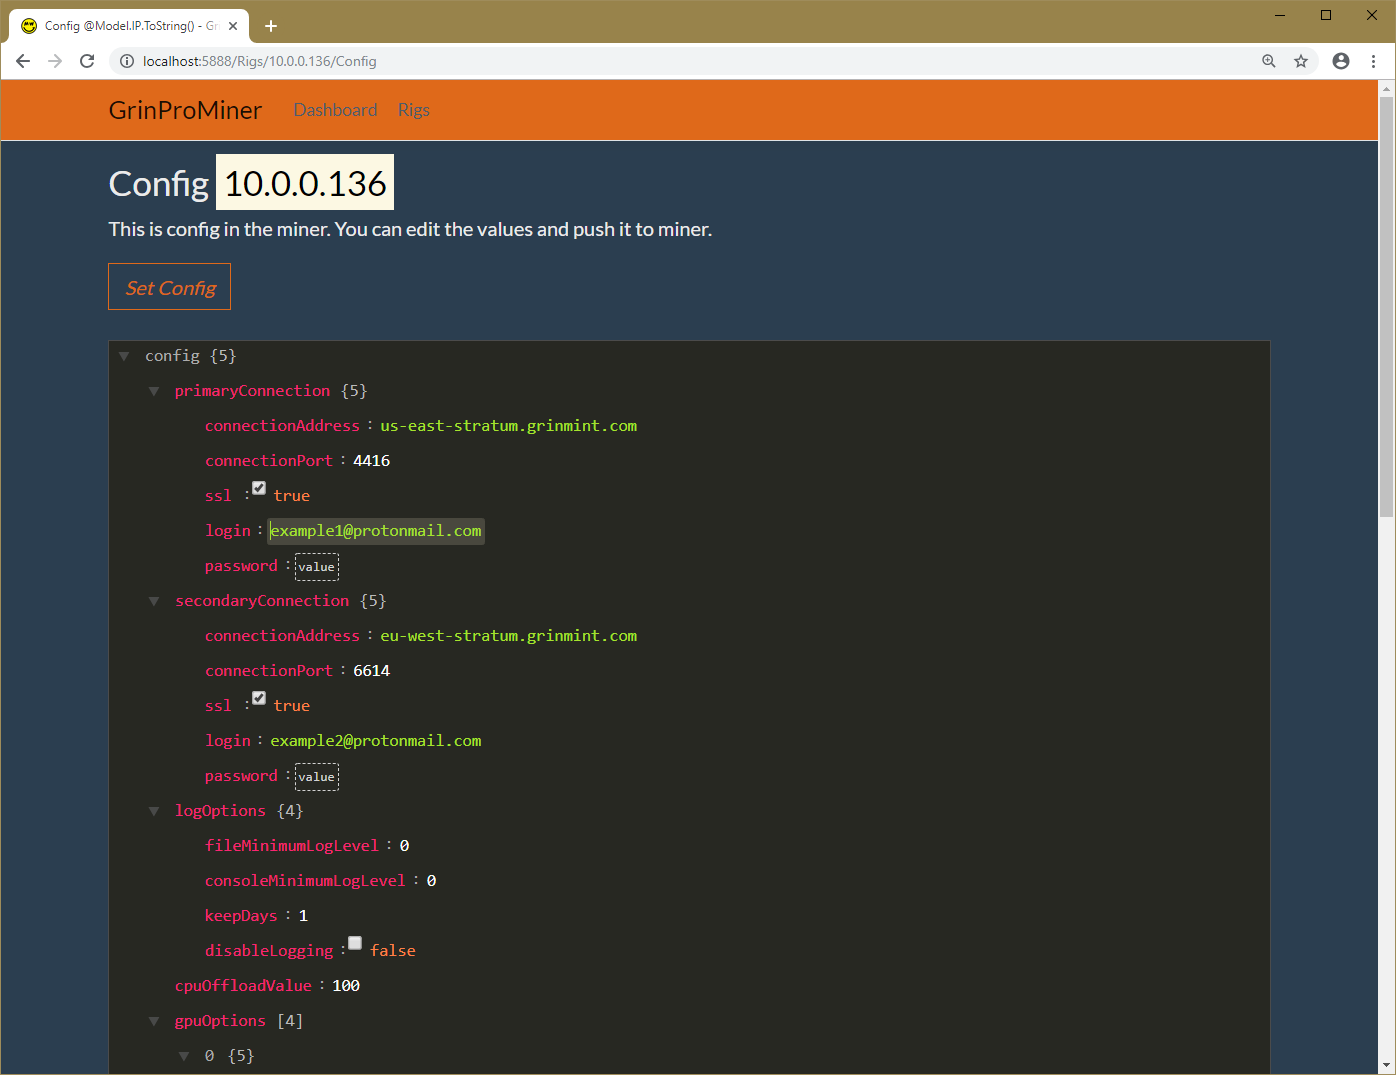 Config @Model.IP.ToString() - Gr
localhost:5888/Rigs/10.0.0.136/Config
GrinProMiner Dashboard Rigs
Config 10.0.0.136
This is config in the miner. You can edit the values and push it to miner.
Set Config
config {5}
primaryConnection {5}
connectionAddress : us-east-stratum.grinmint.com
connectionPort : 4416
ssl : true
login : example1@protonmail.com
password : value
secondaryConnection {5}
connectionAddress : eu-west-stratum.grinmint.com
connectionPort : 6614
ssl : true
login : example2@protonmail.com
password : value
logOptions {4}
fileMinimumLogLevel : 0
consoleMinimumLogLevel : 0
keepDays : 1
disableLogging : false
cpuOffloadValue : 100
gpuOptions [4]
0 {5}